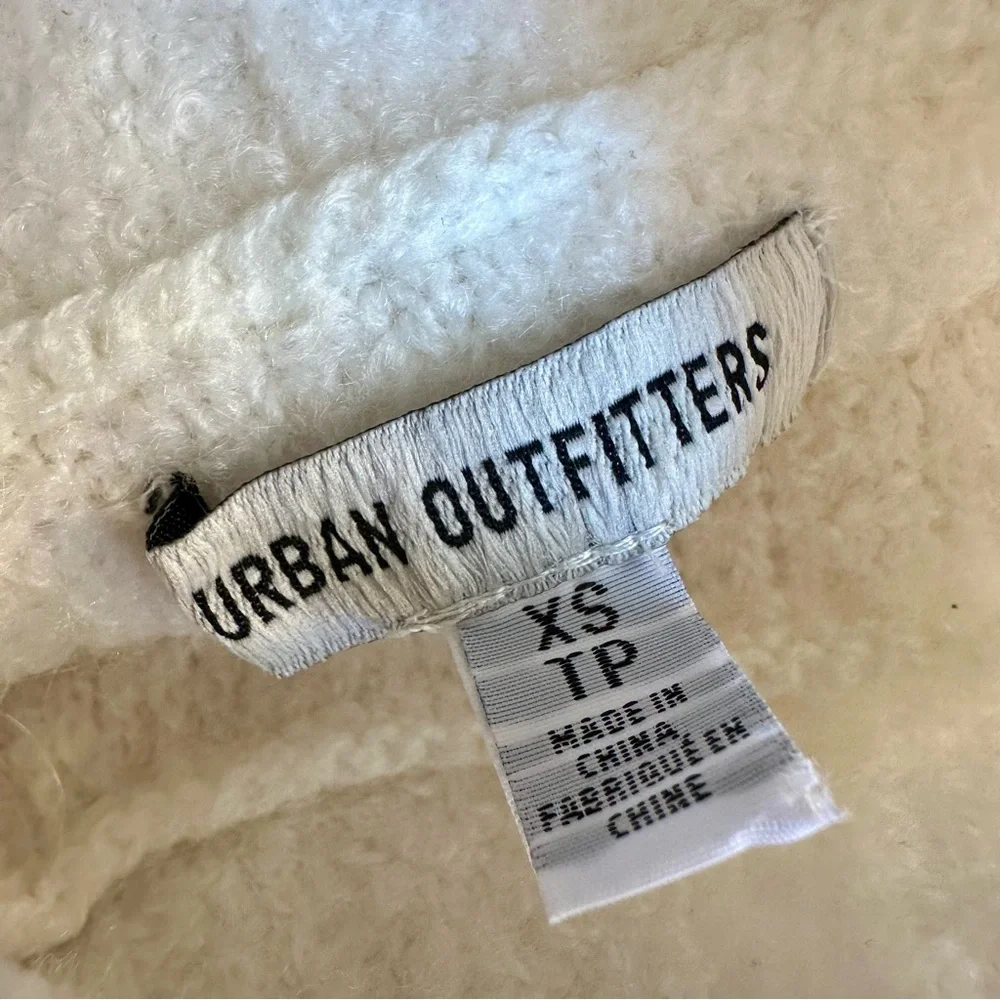 URBAN OUTFITTERS
XS
TP
MADE IN
CHINA
FABRIQUÉ EN
CHINE